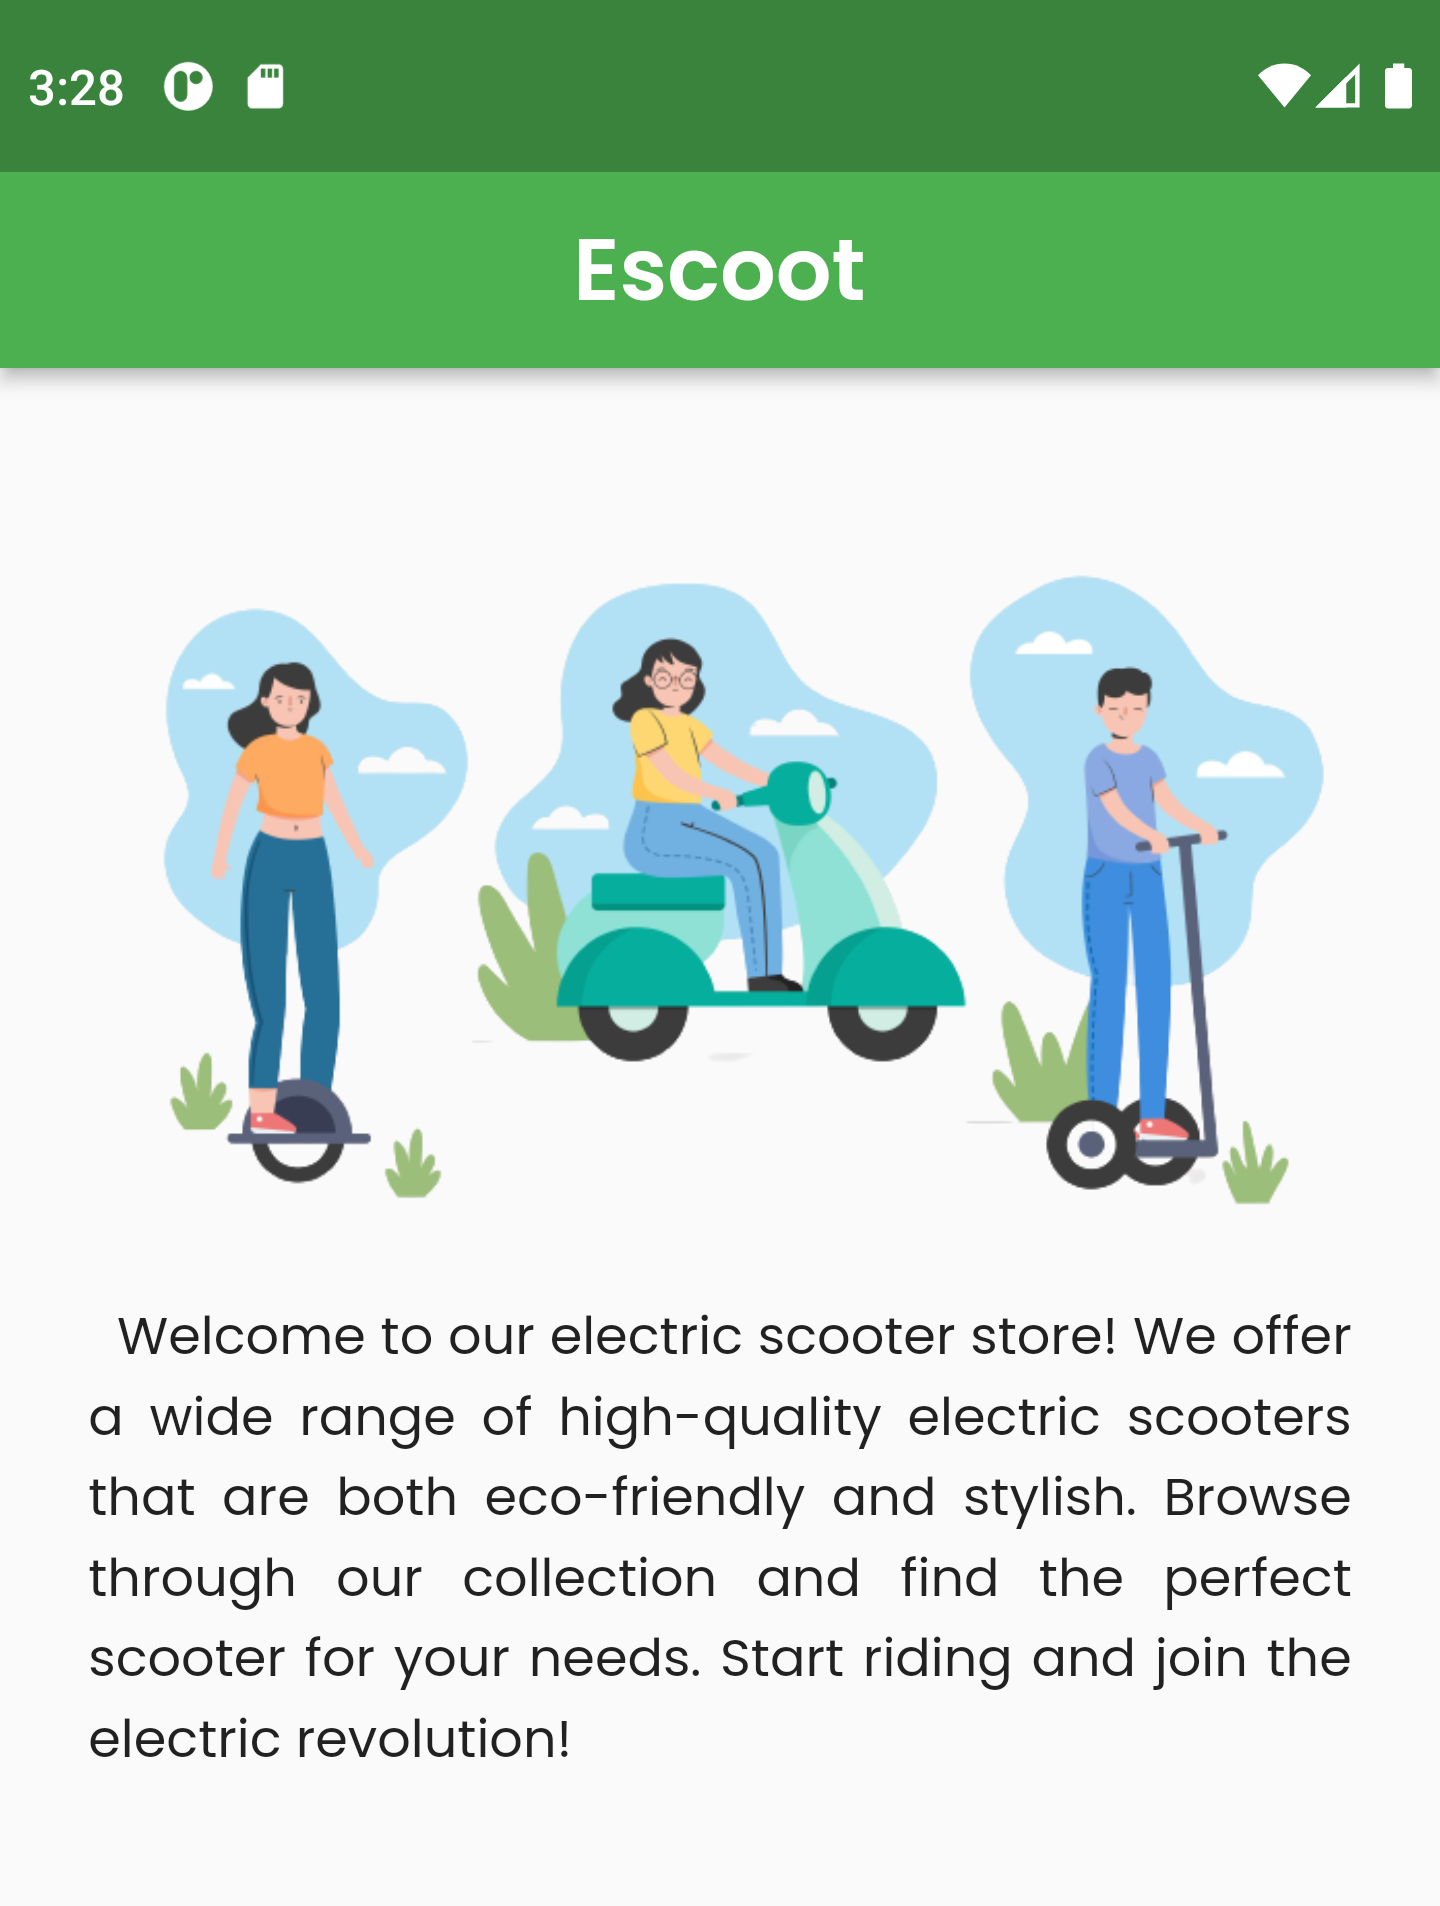 3:28
Escoot
Welcome to our electric scooter store! We offer
a wide range of high-quality electric scooters
that are both eco-friendly and stylish. Browse
through our collection and find the perfect
scooter for your needs. Start riding and join the
electric revolution!